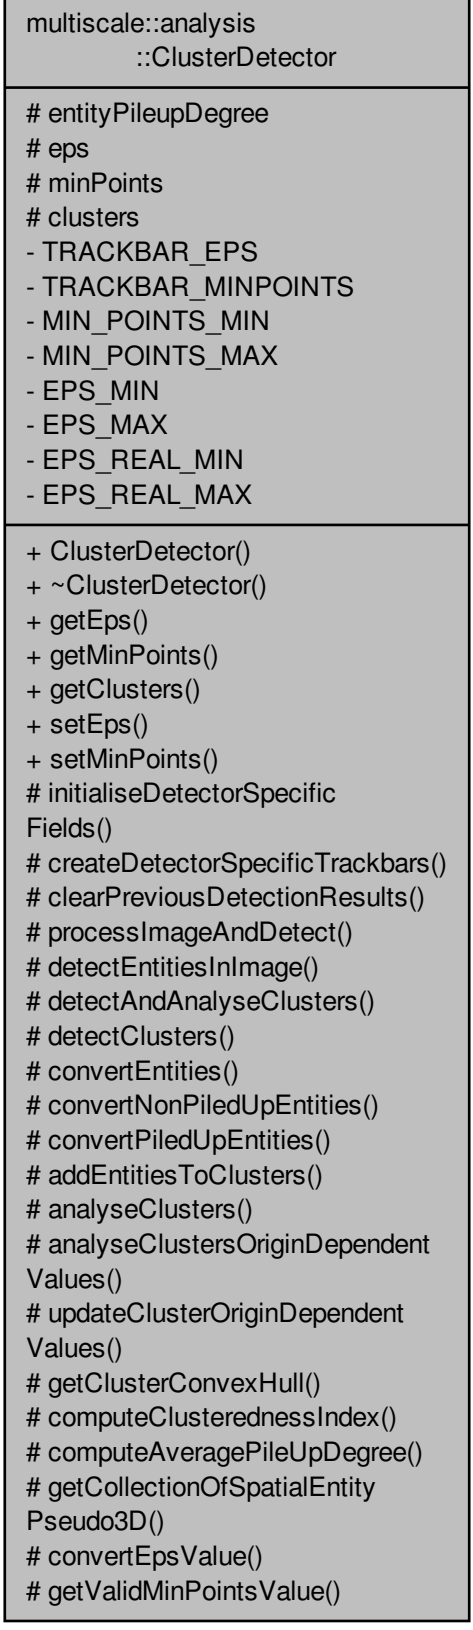 multiscale::analysis
::ClusterDetector
# entityPileupDegree
# eps
# minPoints
# clusters
- TRACKBAR_EPS
- TRACKBAR_MINPOINTS
- MIN_POINTS_MIN
- MIN_POINTS_MAX
- EPS_MIN
- EPS_MAX
- EPS_REAL_MIN
- EPS_REAL_MAX
+ ClusterDetector()
+ ~ClusterDetector()
+ getEps()
+ getMinPoints()
+ getClusters()
+ setEps()
+ setMinPoints()
# initialiseDetectorSpecific
Fields()
# createDetectorSpecificTrackbars()
# clearPreviousDetectionResults()
# processImageAndDetect()
# detectEntitiesInImage()
# detectAndAnalyseClusters()
# detectClusters()
# convertEntities()
# convertNonPiledUpEntities()
# convertPiledUpEntities()
# addEntitiesToClusters()
# analyseClusters()
# analyseClustersOriginDependent
Values()
# updateClusterOriginDependent
Values()
# getClusterConvexHull()
# computeClusterednessIndex()
# computeAveragePileUpDegree()
# getCollectionOfSpatialEntity
Pseudo3D()
# convertEpsValue()
# getValidMinPointsValue()